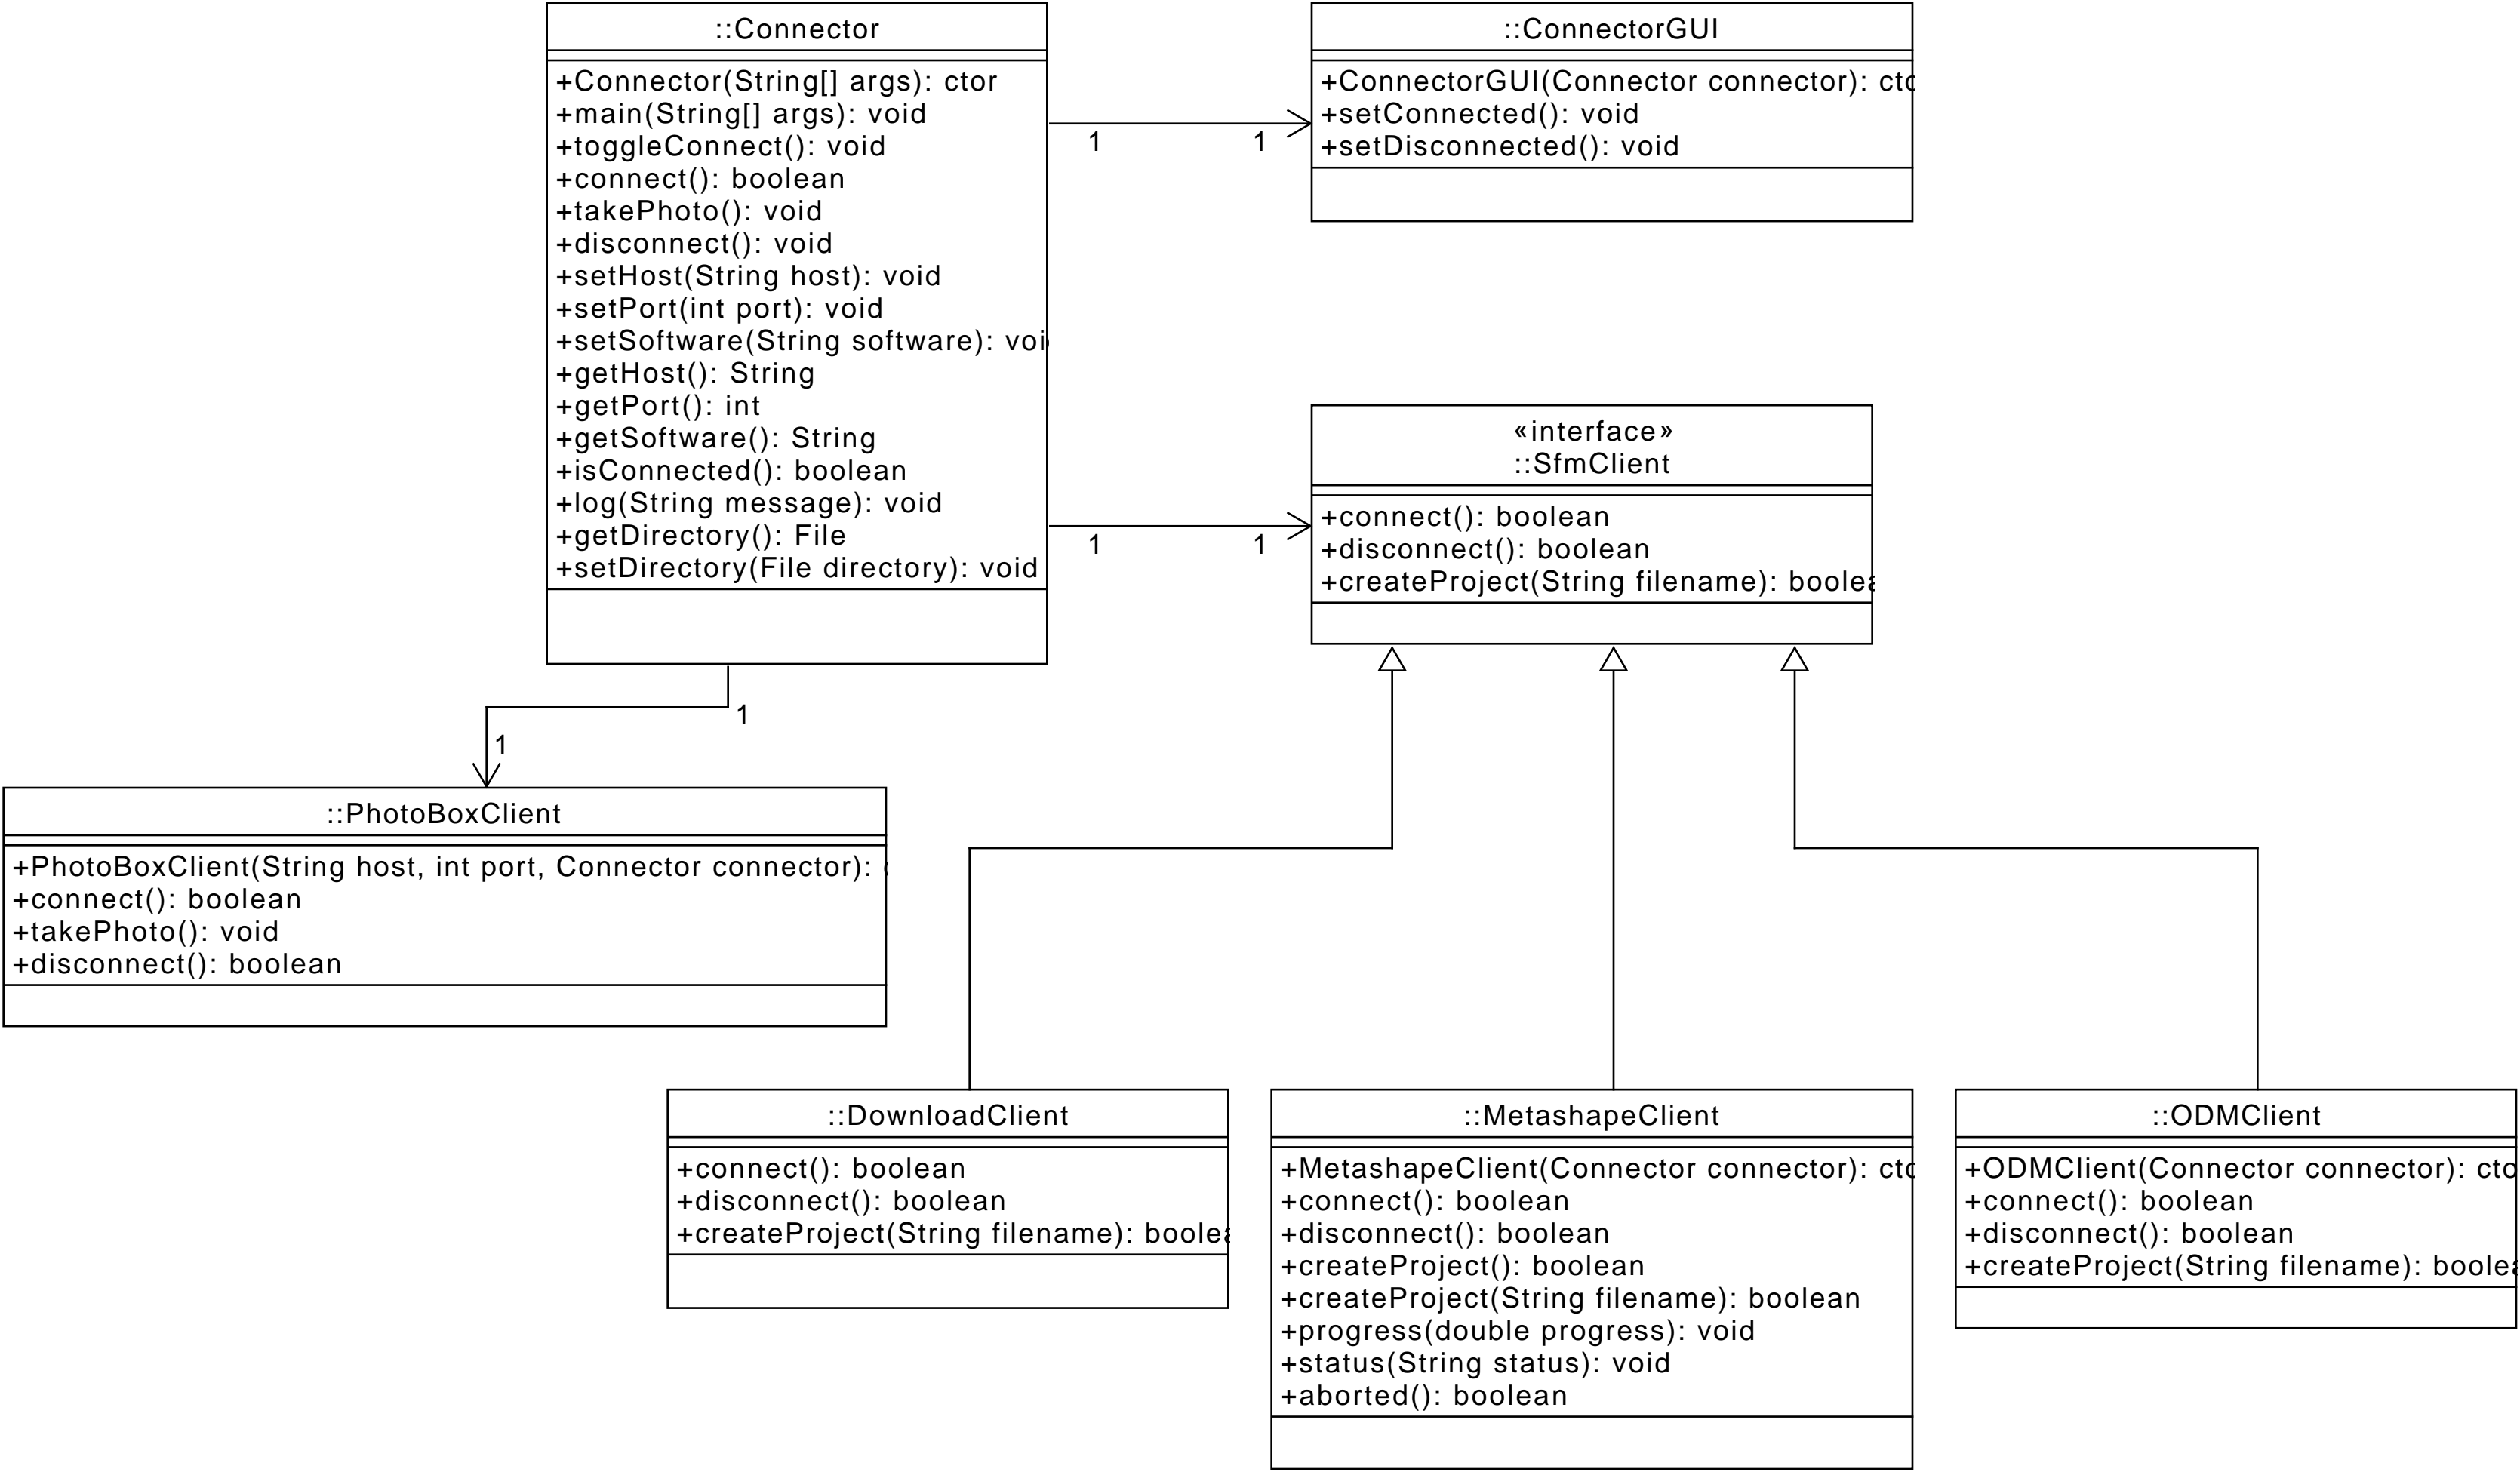 ::Connector
+Connector(String[] args): ctor
+main(String[] args): void
+toggleConnect(): void
+connect(): boolean
+takePhoto(): void
+disconnect(): void
+setHost(String host): void
+setPort(int port): void
+setSoftware(String software): voi
+getHost(): String
+getPort(): int
+getSoftware(): String
+isConnected(): boolean
+log(String message): void
+getDirectory(): File
+setDirectory(File directory): void
1 1
::ConnectorGUI
+ConnectorGUI(Connector connector): cto
+setConnected(): void
+setDisconnected(): void
1 1
«interface»
::SfmClient
+connect(): boolean
+disconnect(): boolean
+createProject(String filename): boolea
1
1
::PhotoBoxClient
+PhotoBoxClient(String host, int port, Connector connector):
+connect(): boolean
+takePhoto(): void
+disconnect(): boolean
::DownloadClient
+connect(): boolean
+disconnect(): boolean
+createProject(String filename): boolea
::MetashapeClient
+MetashapeClient(Connector connector): cto
+connect(): boolean
+disconnect(): boolean
+createProject(): boolean
+createProject(String filename): boolean
+progress(double progress): void
+status(String status): void
+aborted(): boolean
::ODMClient
+ODMClient(Connector connector): cto
+connect(): boolean
+disconnect(): boolean
+createProject(String filename): boolea